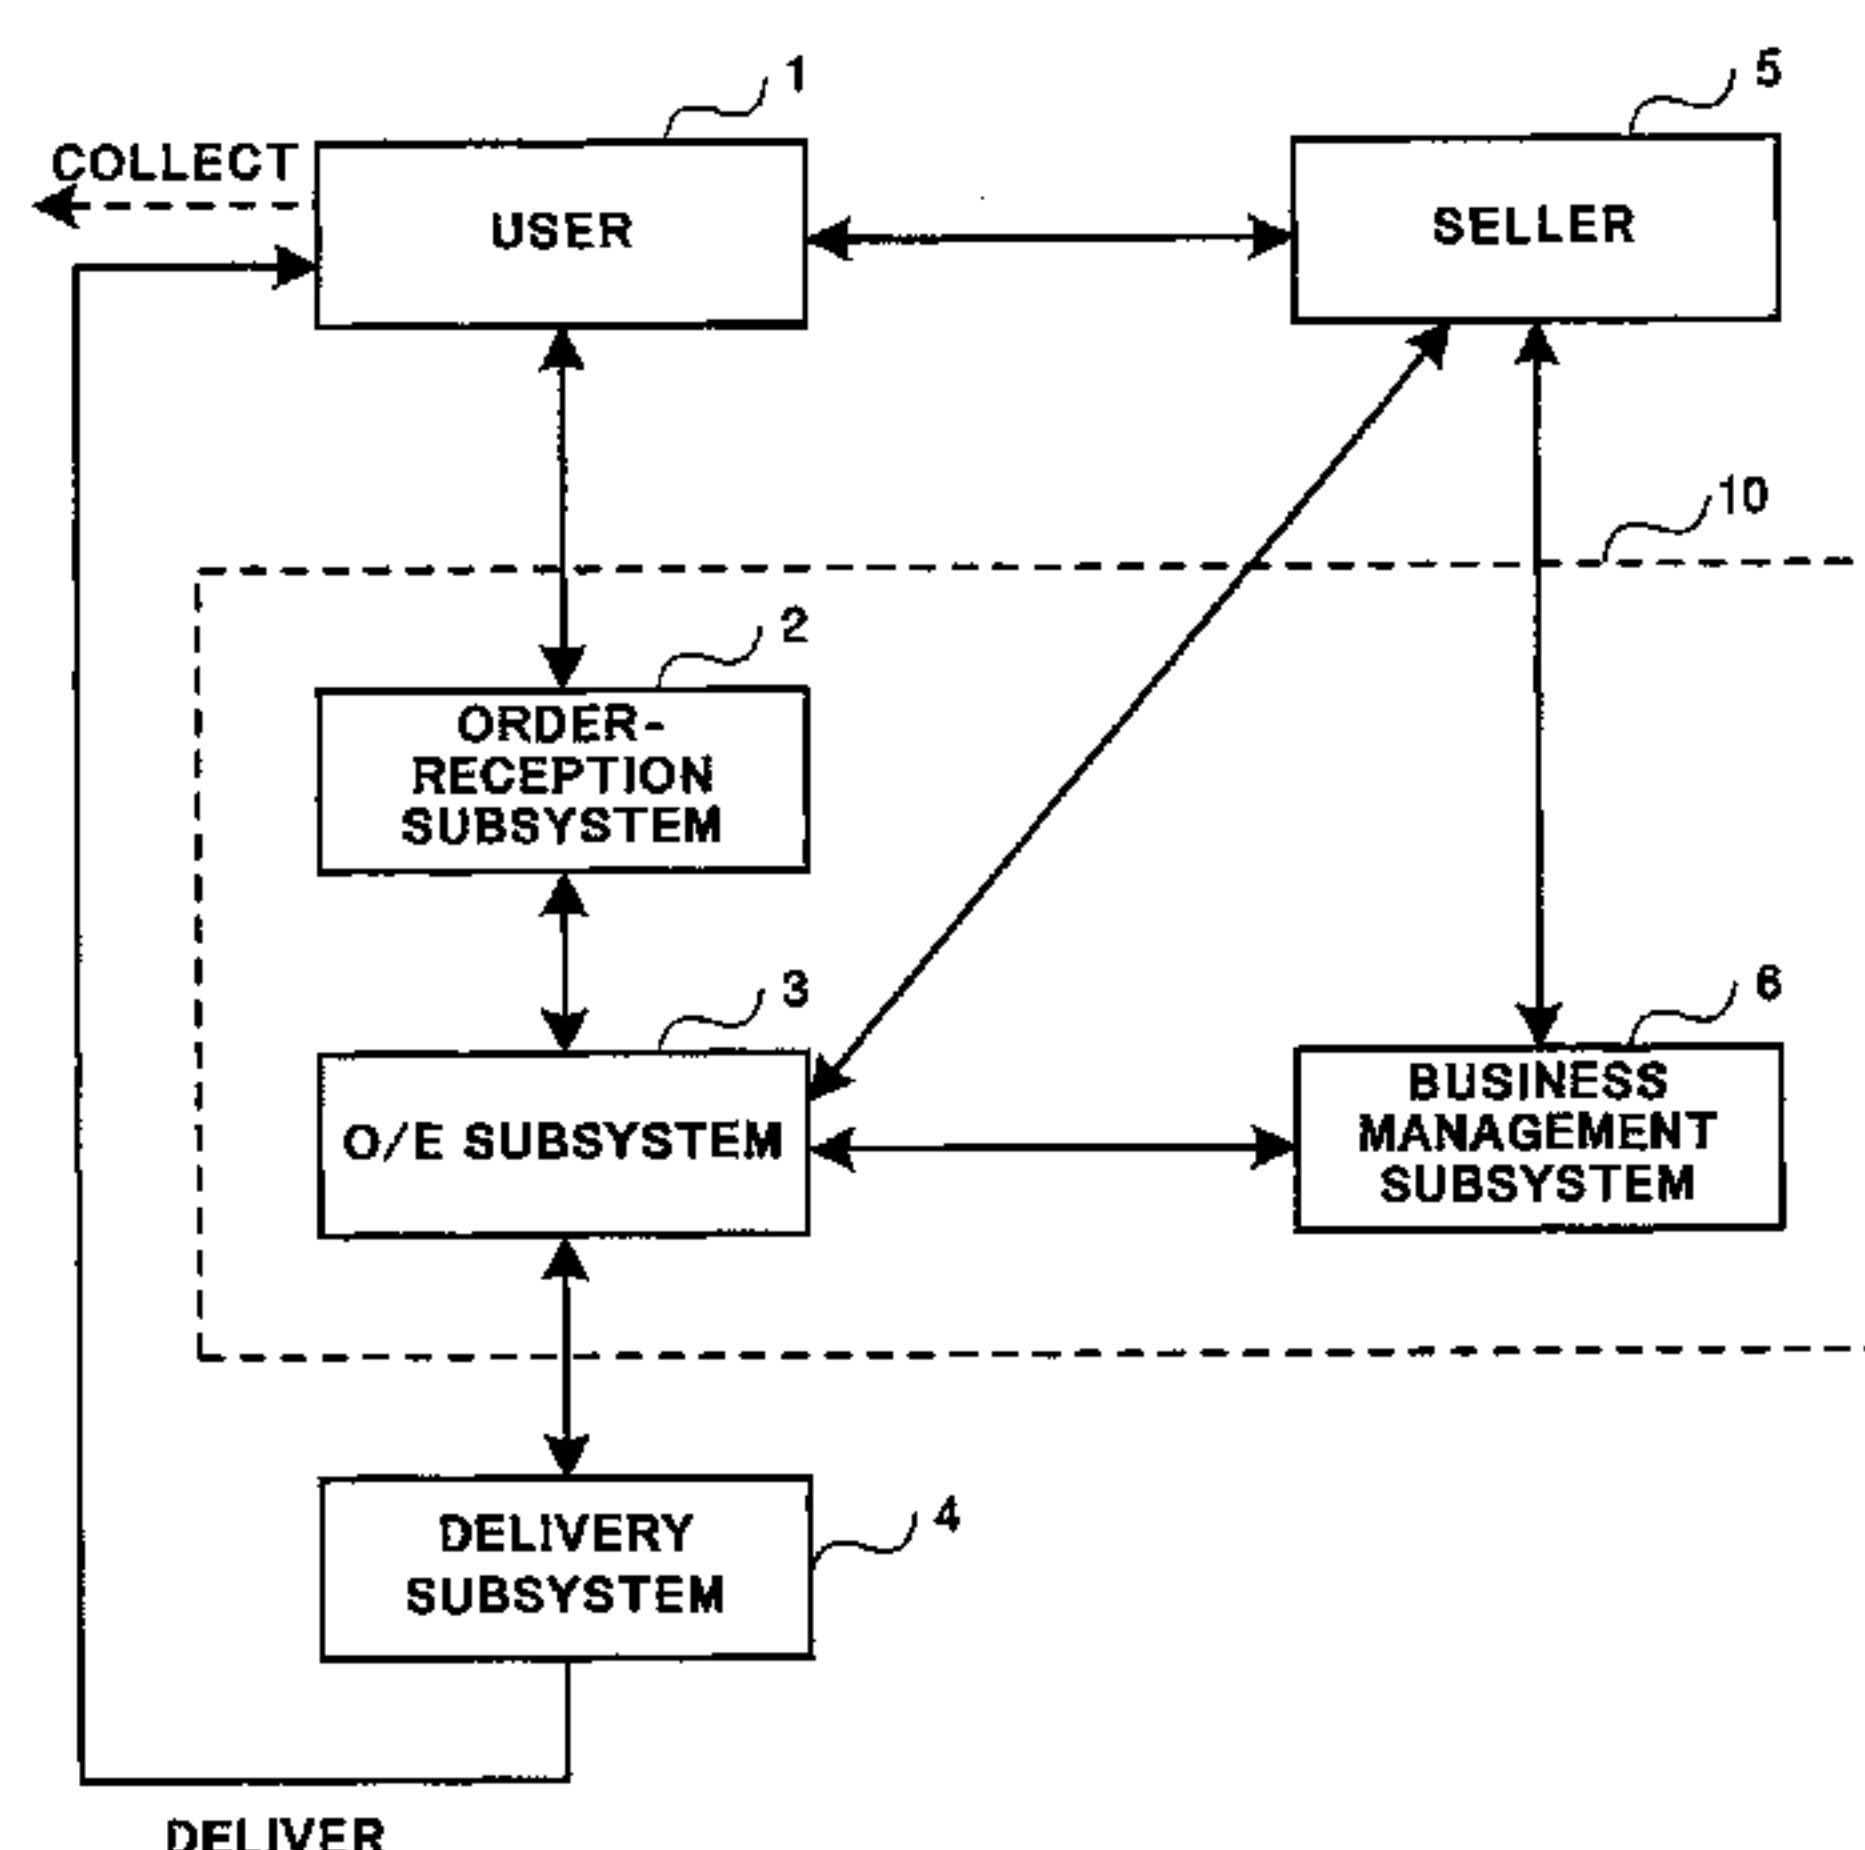 1
5
COLLECT
USER
SELLER
10
2
ORDER-
RECEPTION
SUBSYSTEM
3
6
O/E SUBSYSTEM
BUSINESS
MANAGEMENT
SUBSYSTEM
4
DELIVERY
SUBSYSTEM
DELIVER